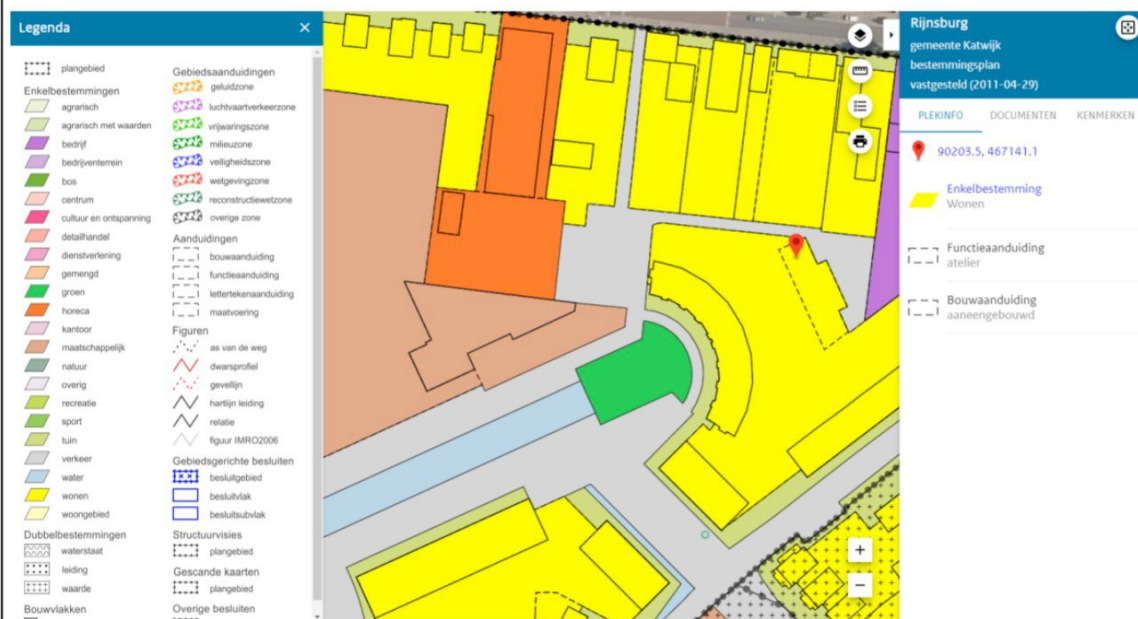 Legenda
plangebied
Enkelbestemmingen
agrarisch
agrarisch met waarden
bedrijf
bedrijventerrein
bos
centrum
cultuur en ontspanning
detailhandel
dienstverlening
gemengd
groen
horeca
kantoor
maatschappelijk
natuur
overig
recreatie
sport
tuin
verkeer
water
wonen
woongebied
Dubbelbestemmingen
waterstaat
leiding
waarde
Bouwvlakken
Gebiedsaanduidingen
geluidzone
luchtvaartverkeerzone
vrijwaringszone
milieuzone
veiligheidszone
wetgevingzone
reconstructiewetzone
overige zone
Aanduidingen
bouwaanduiding
functieaanduiding
lettertekenaanduiding
maatvoering
Figuren
as van de weg
dwarsprofiel
gevellijn
hartlijn leiding
relatie
figuur IMRO2006
Gebiedsgerichte besluiten
besluitgebied
besluitvlak
besluitsubvlak
Structuurvisies
plangebied
Gescande kaarten
plangebied
Overige besluiten
Rijnsburg
gemeente Katwijk
bestemmingsplan
vastgesteld (2011-04-29)
PLEKINFO DOCUMENTEN KENMERKEN
90203.5, 467141.1
Enkelbestemming
Wonen
Functieaanduiding
atelier
Bouwaanduiding
aaneengebouwd